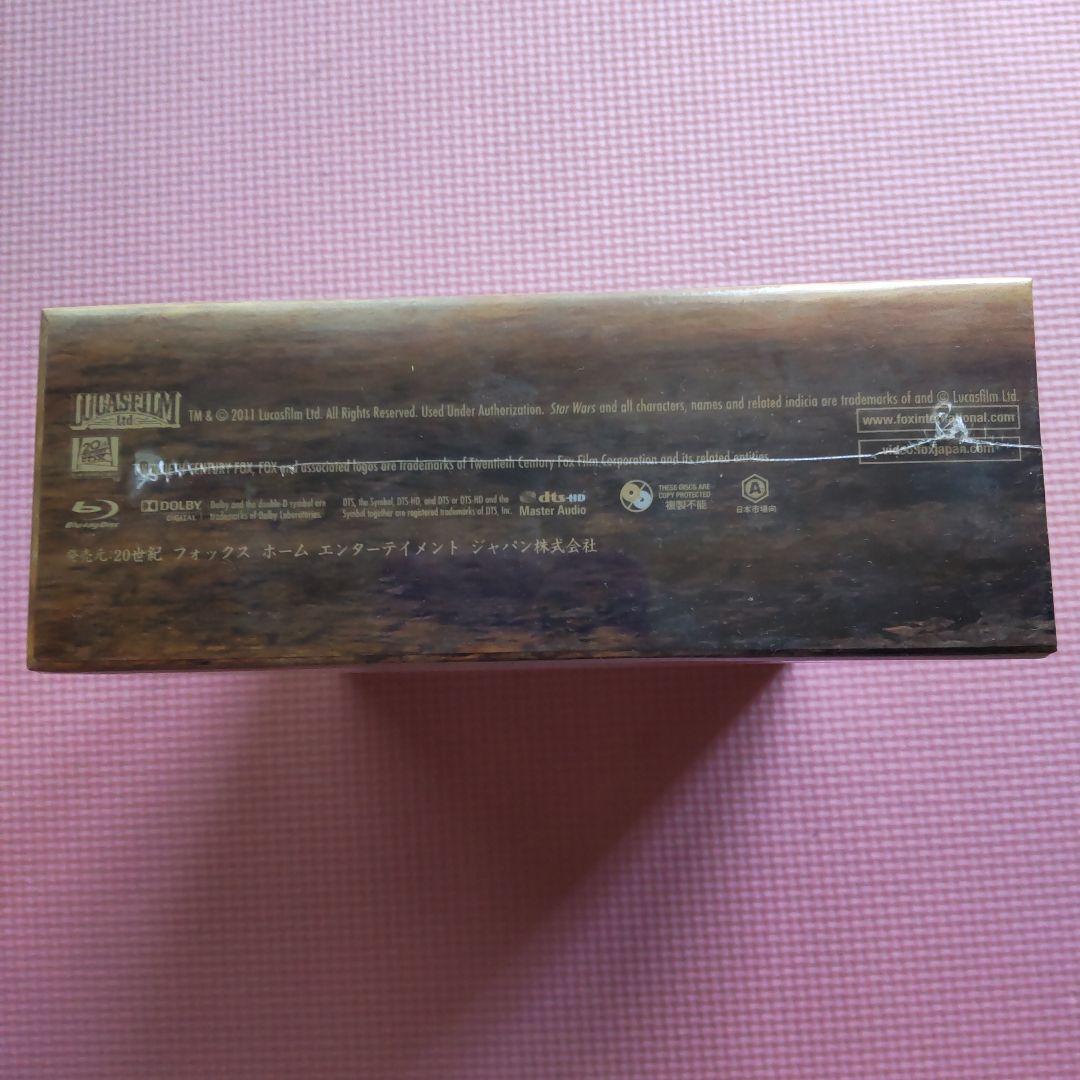 LUCASFILM
Ltd.
TM & © 2011 Lucasfilm Ltd. All Rights Reserved. Used Under Authorization. Star Wars and all characters, names and related indicia are trademarks of and © Lucasfilm Ltd.
www.foxinternational.com
CENTURY FOX, FOX and associated logos are trademarks of Twentieth Century Fox Film Corporation and its related entities.
video.foxjapan.com
Blu-ray Disc
DOLBY
DIGITAL
Dolby and the double-D symbol are
trademarks of Dolby Laboratories.
DTS, the Symbol, DTS-HD, and DTS or DTS-HD and the
Symbol together are registered trademarks of DTS, Inc.
dts-HD
Master Audio
THESE DISCS ARE
COPY PROTECTED
複製不能
A
日本市場向
発売元:20世紀 フォックス ホーム エンターテイメント ジャパン株式会社